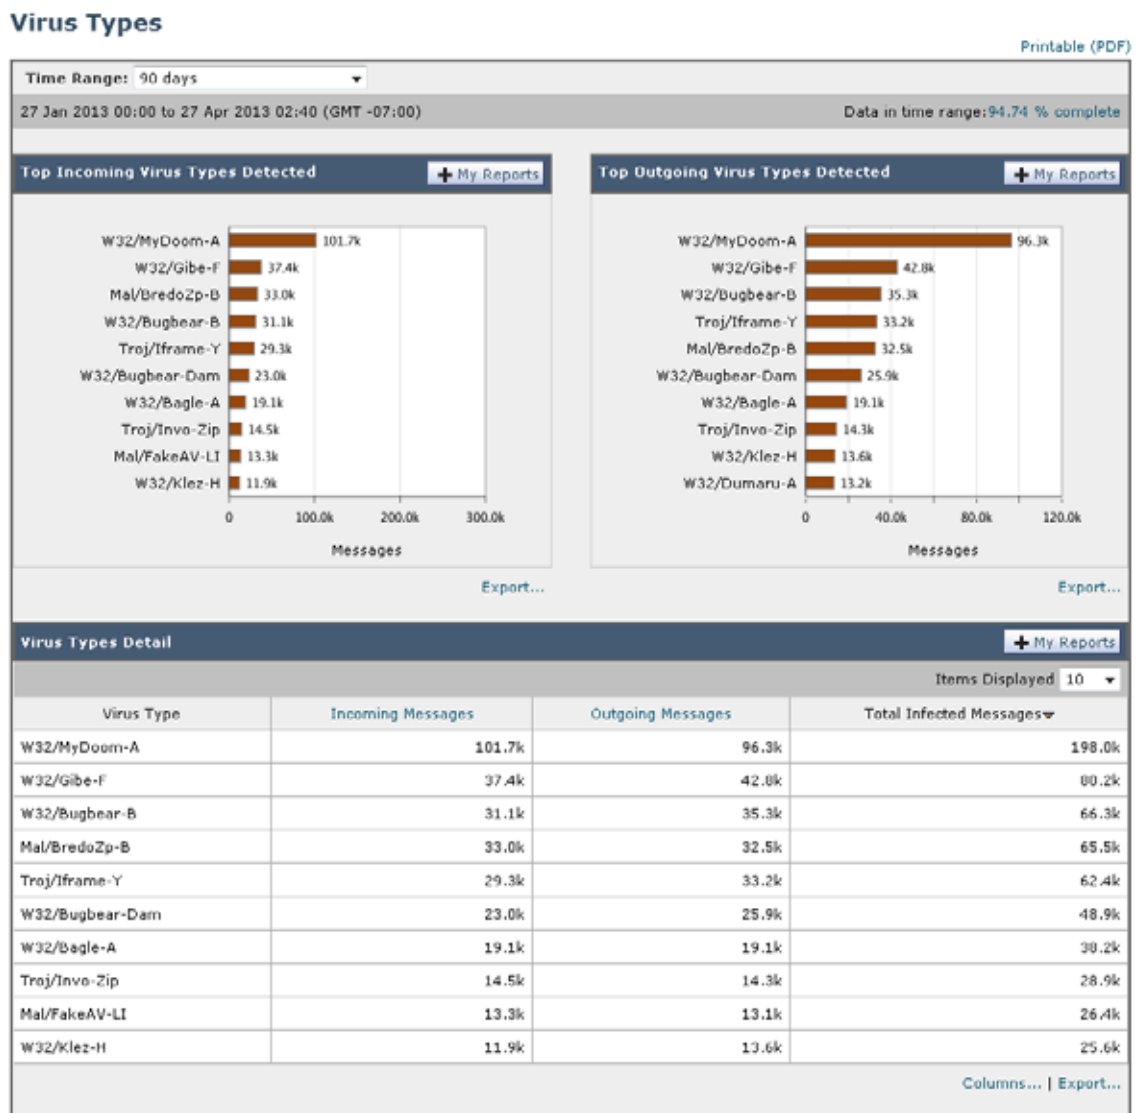 Virus Types
Printable (PDF)
Time Range: 90 days
27 Jan 2013 00:00 to 27 Apr 2013 02:40 (GMT -07:00) Data in time range:94.74 % complete
Top Incoming Virus Types Detected + My Reports
W32/MyDoom-A 101.7k
W32/Gibe-F 37.4k
Mal/BredoZp-B 33.0k
W32/Bugbear-B 31.1k
Troj/Iframe-Y 29.3k
W32/Bugbear-Dam 23.0k
W32/Bagle-A 19.1k
Troj/Invo-Zip 14.5k
Mal/FakeAV-LI 13.3k
W32/Klez-H 11.9k
0 100.0k 200.0k 300.0k
Messages
Export...
Top Outgoing Virus Types Detected + My Reports
W32/MyDoom-A 96.3k
W32/Gibe-F 42.8k
W32/Bugbear-B 35.3k
Troj/Iframe-Y 33.2k
Mal/BredoZp-B 32.5k
W32/Bugbear-Dam 25.9k
W32/Bagle-A 19.1k
Troj/Invo-Zip 14.3k
W32/Klez-H 13.6k
W32/Dumaru-A 13.2k
0 40.0k 80.0k 120.0k
Messages
Export...
Virus Types Detail + My Reports
Items Displayed 10
Virus Type Incoming Messages Outgoing Messages Total Infected Messages
W32/MyDoom-A 101.7k 96.3k 198.0k
W32/Gibe-F 37.4k 42.8k 80.2k
W32/Bugbear-B 31.1k 35.3k 66.3k
Mal/BredoZp-B 33.0k 32.5k 65.5k
Troj/Iframe-Y 29.3k 33.2k 62.4k
W32/Bugbear-Dam 23.0k 25.9k 48.9k
W32/Bagle-A 19.1k 19.1k 38.2k
Troj/Invo-Zip 14.5k 14.3k 28.9k
Mal/FakeAV-LI 13.3k 13.1k 26.4k
W32/Klez-H 11.9k 13.6k 25.6k
Columns... | Export...